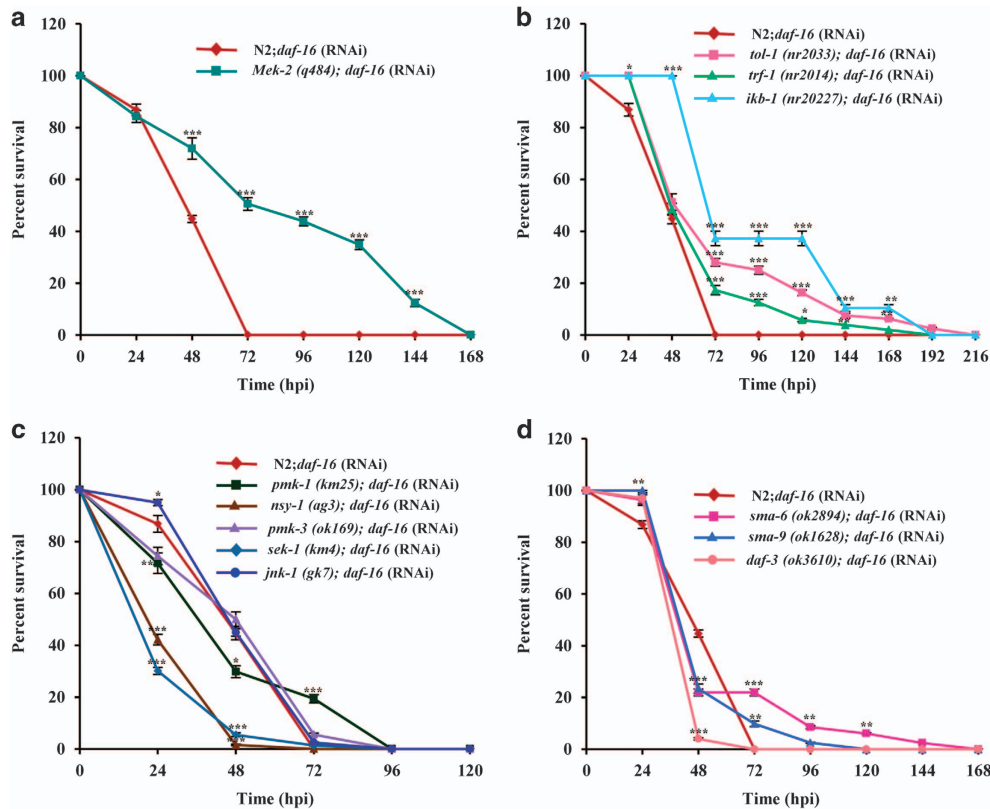 a
120
100
80
60
40
20
0
Percent survival
N2;daf-16 (RNAi)
Mek-2 (q484); daf-16 (RNAi)
***
***
***
***
***
0 24 48 72 96 120 144 168
Time (hpi)
b
120
100
80
60
40
20
0
Percent survival
N2;daf-16 (RNAi)
tol-1 (nr2033); daf-16 (RNAi)
trf-1 (nr2014); daf-16 (RNAi)
ikb-1 (nr20227); daf-16 (RNAi)
* ***
*** *** ***
*** *** *** *** **
*** *** * ** **
0 24 48 72 96 120 144 168 192 216
Time (hpi)
c
120
100
80
60
40
20
0
Percent survival
N2;daf-16 (RNAi)
pmk-1 (km25); daf-16 (RNAi)
nsy-1 (ag3); daf-16 (RNAi)
pmk-3 (ok169); daf-16 (RNAi)
sek-1 (km4); daf-16 (RNAi)
jnk-1 (gk7); daf-16 (RNAi)
*
**
***
*** * ***
***
***
0 24 48 72 96 120
Time (hpi)
d
120
100
80
60
40
20
0
Percent survival
N2;daf-16 (RNAi)
sma-6 (ok2894); daf-16 (RNAi)
sma-9 (ok1628); daf-16 (RNAi)
daf-3 (ok3610); daf-16 (RNAi)
**
*** ***
** ** **
***
0 24 48 72 96 120 144 168
Time (hpi)